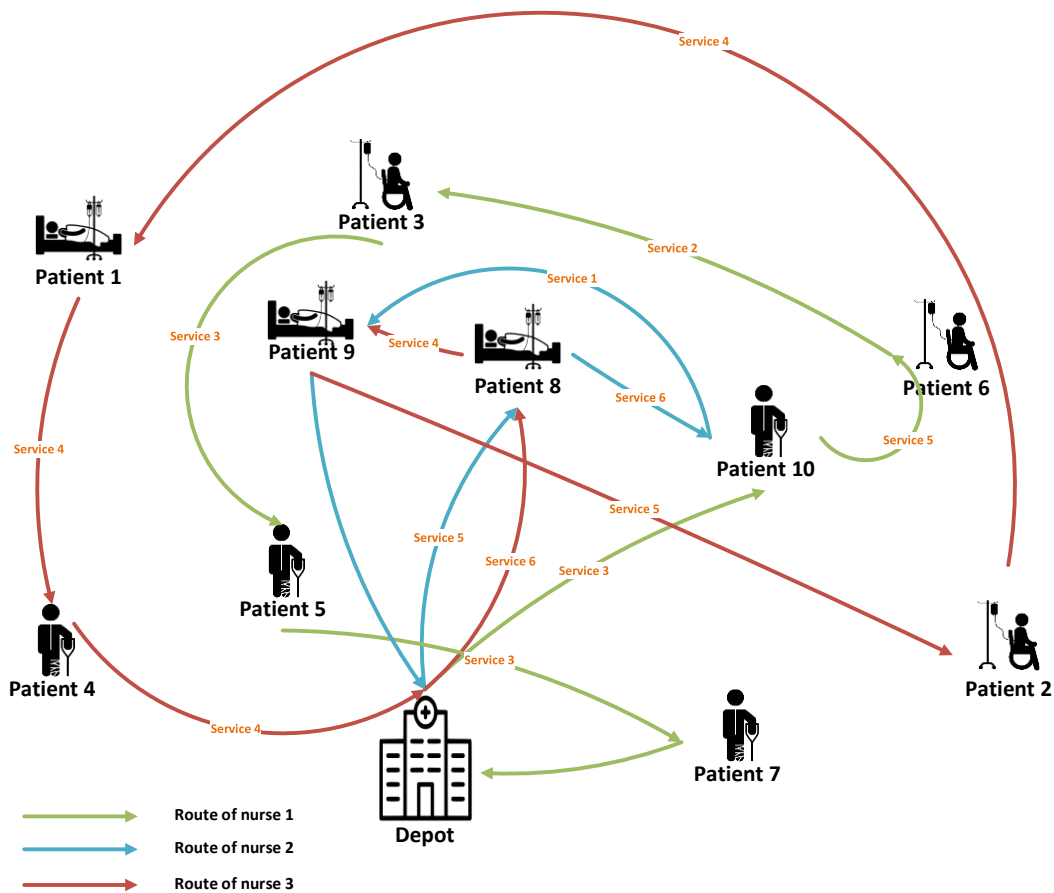 Service 4
Patient 3
Service 2
Patient 1
Service 1
Service 3
Patient 9
Service 4
Patient 8
Patient 6
Service 6
Service 5
Patient 10
Service 4
Service 5
Service 5
Service 6
Service 3
Patient 5
Service 3
Patient 4
Patient 2
Service 4
Patient 7
Depot
Route of nurse 1
Route of nurse 2
Route of nurse 3